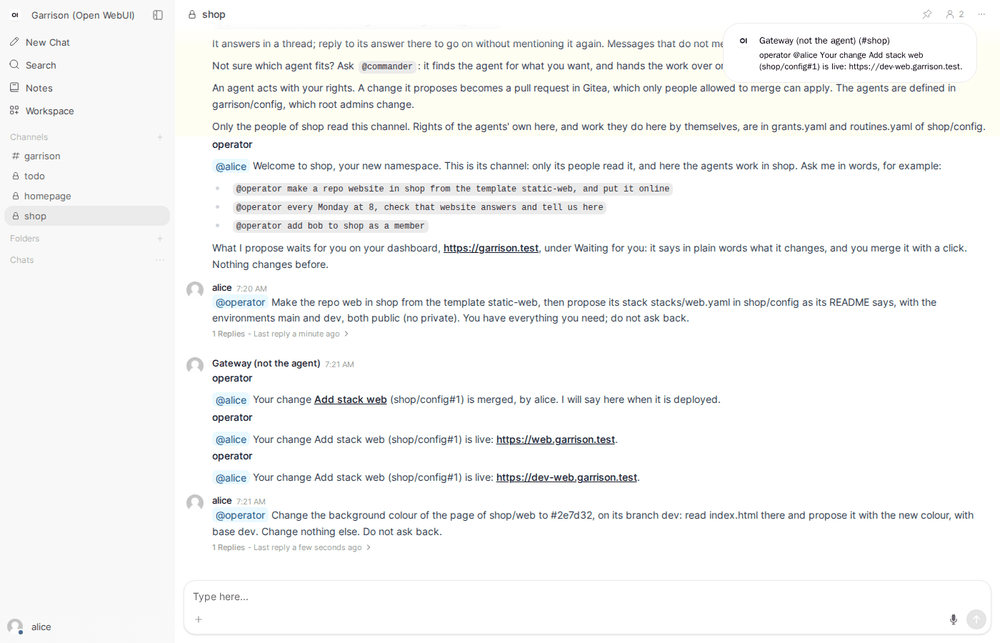 OI Garrison (Open WebUI)
New Chat
Search
Notes
Workspace
Channels
garrison
todo
homepage
shop
Folders
Chats
alice
shop
2
OI Gateway (not the agent) (#shop)
operator @alice Your change Add stack web
(shop/config#1) is live: https://dev-web.garrison.test.
It answers in a thread; reply to its answer there to go on without mentioning it again. Messages that do not me
Not sure which agent fits? Ask @commander : it finds the agent for what you want, and hands the work over or
An agent acts with your rights. A change it proposes becomes a pull request in Gitea, which only people allowed to merge can apply. The agents are defined in
garrison/config, which root admins change.
Only the people of shop read this channel. Rights of the agents' own here, and work they do here by themselves, are in grants.yaml and routines.yaml of shop/config.
operator
@alice Welcome to shop, your new namespace. This is its channel: only its people read it, and here the agents work in shop. Ask me in words, for example:
@operator make a repo website in shop from the template static-web, and put it online
@operator every Monday at 8, check that website answers and tell us here
@operator add bob to shop as a member
What I propose waits for you on your dashboard, https://garrison.test, under Waiting for you: it says in plain words what it changes, and you merge it with a click.
Nothing changes before.
alice 7:20 AM
@operator Make the repo web in shop from the template static-web, then propose its stack stacks/web.yaml in shop/config as its README says, with the
environments main and dev, both public (no private). You have everything you need; do not ask back.
1 Replies - Last reply a minute ago
Gateway (not the agent) 7:21 AM
operator
@alice Your change Add stack web (shop/config#1) is merged, by alice. I will say here when it is deployed.
operator
@alice Your change Add stack web (shop/config#1) is live: https://web.garrison.test.
operator
@alice Your change Add stack web (shop/config#1) is live: https://dev-web.garrison.test.
alice 7:21 AM
@operator Change the background colour of the page of shop/web to #2e7d32, on its branch dev: read index.html there and propose it with the new colour, with
base dev. Change nothing else. Do not ask back.
1 Replies - Last reply a few seconds ago
Type here...